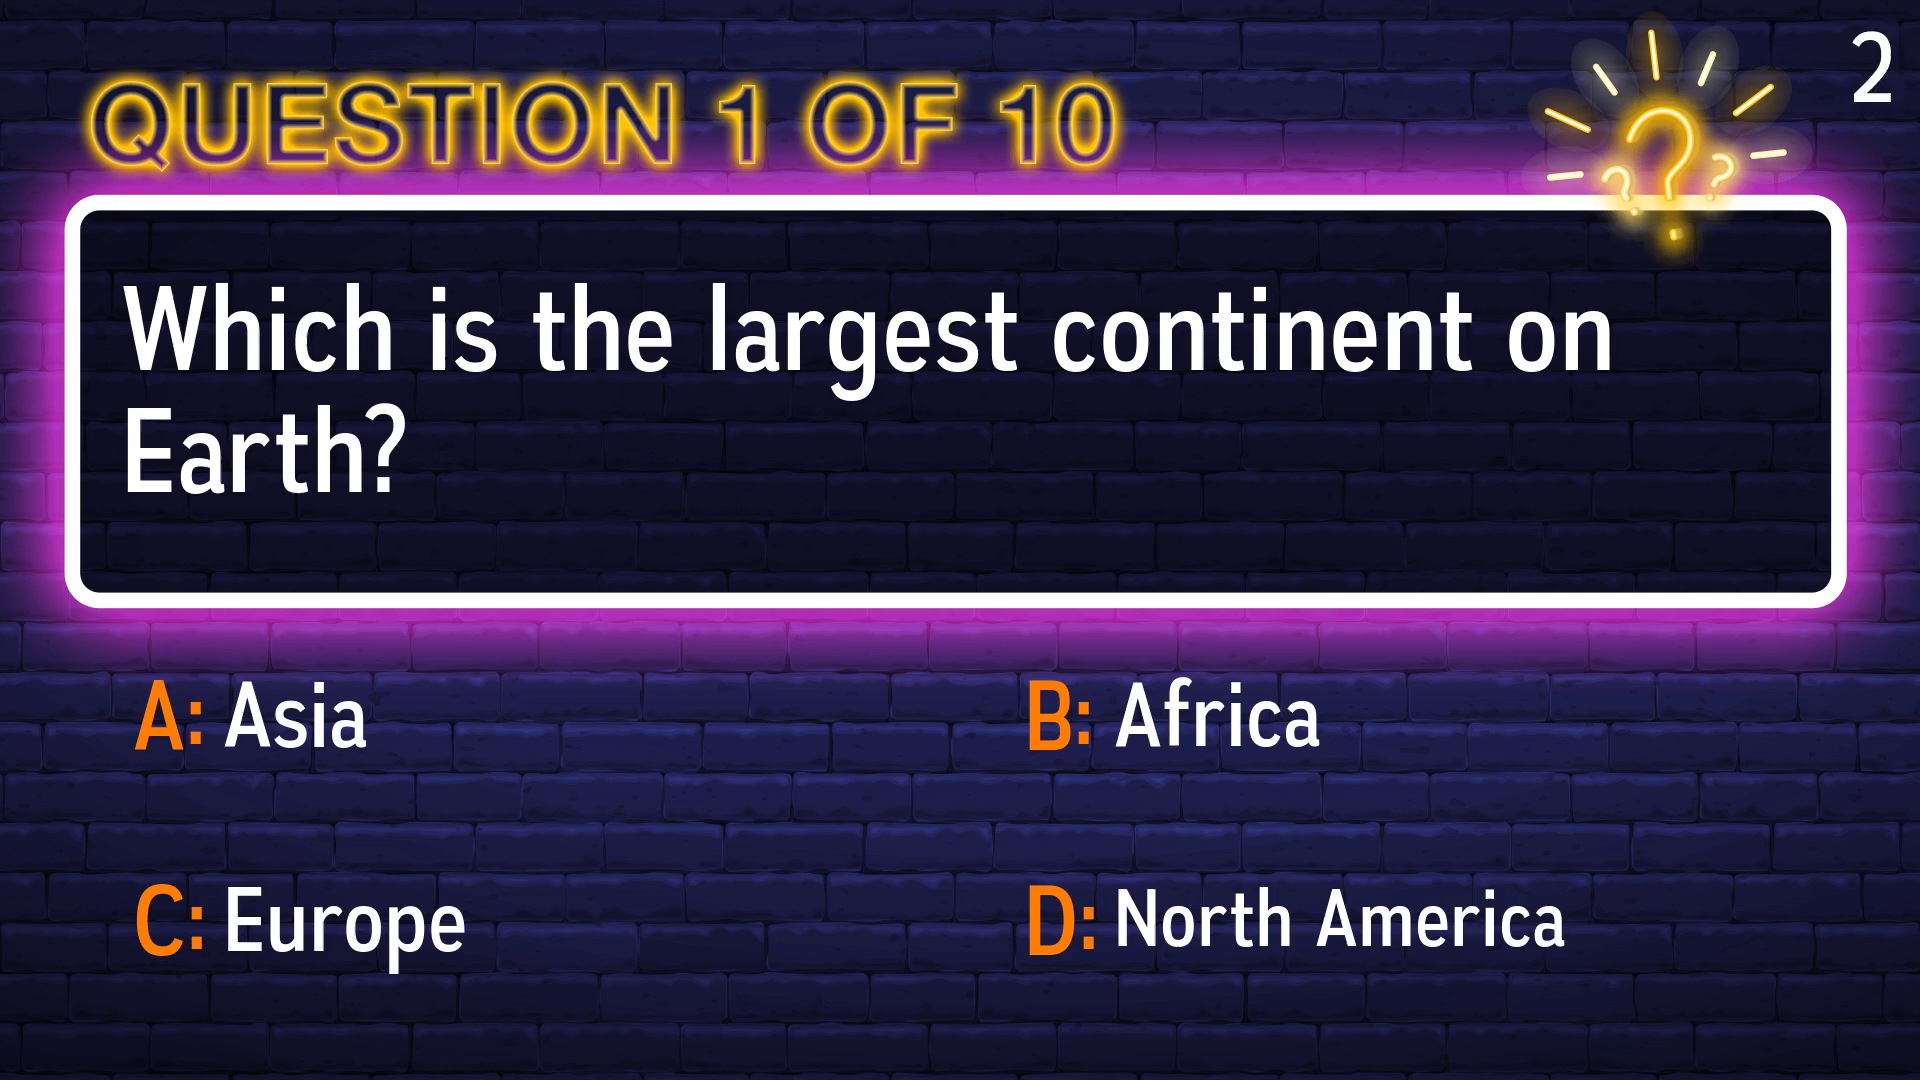 2
QUESTION 1 OF 10
Which is the largest continent on
Earth?
A: Asia
B: Africa
C: Europe
D: North America